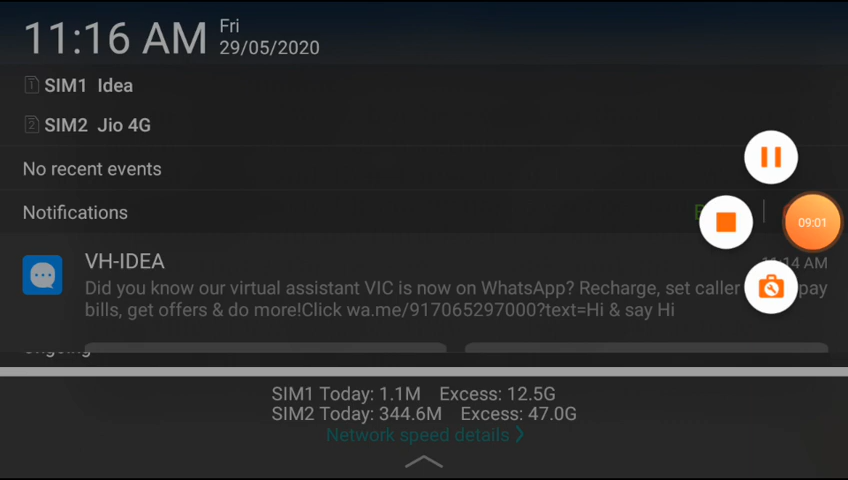 11:16 AM
Fri
29/05/2020
1 SIM1 Idea
2 SIM2 Jio 4G
No recent events
Notifications
09:01
VH-IDEA
Did you know our virtual assistant VIC is now on WhatsApp? Recharge, set caller pay
bills, get offers & do more!Click wa.me/917065297000?text=Hi & say Hi
Ongoing
SIM1 Today: 1.1M Excess: 12.5G
SIM2 Today: 344.6M Excess: 47.0G
Network speed details